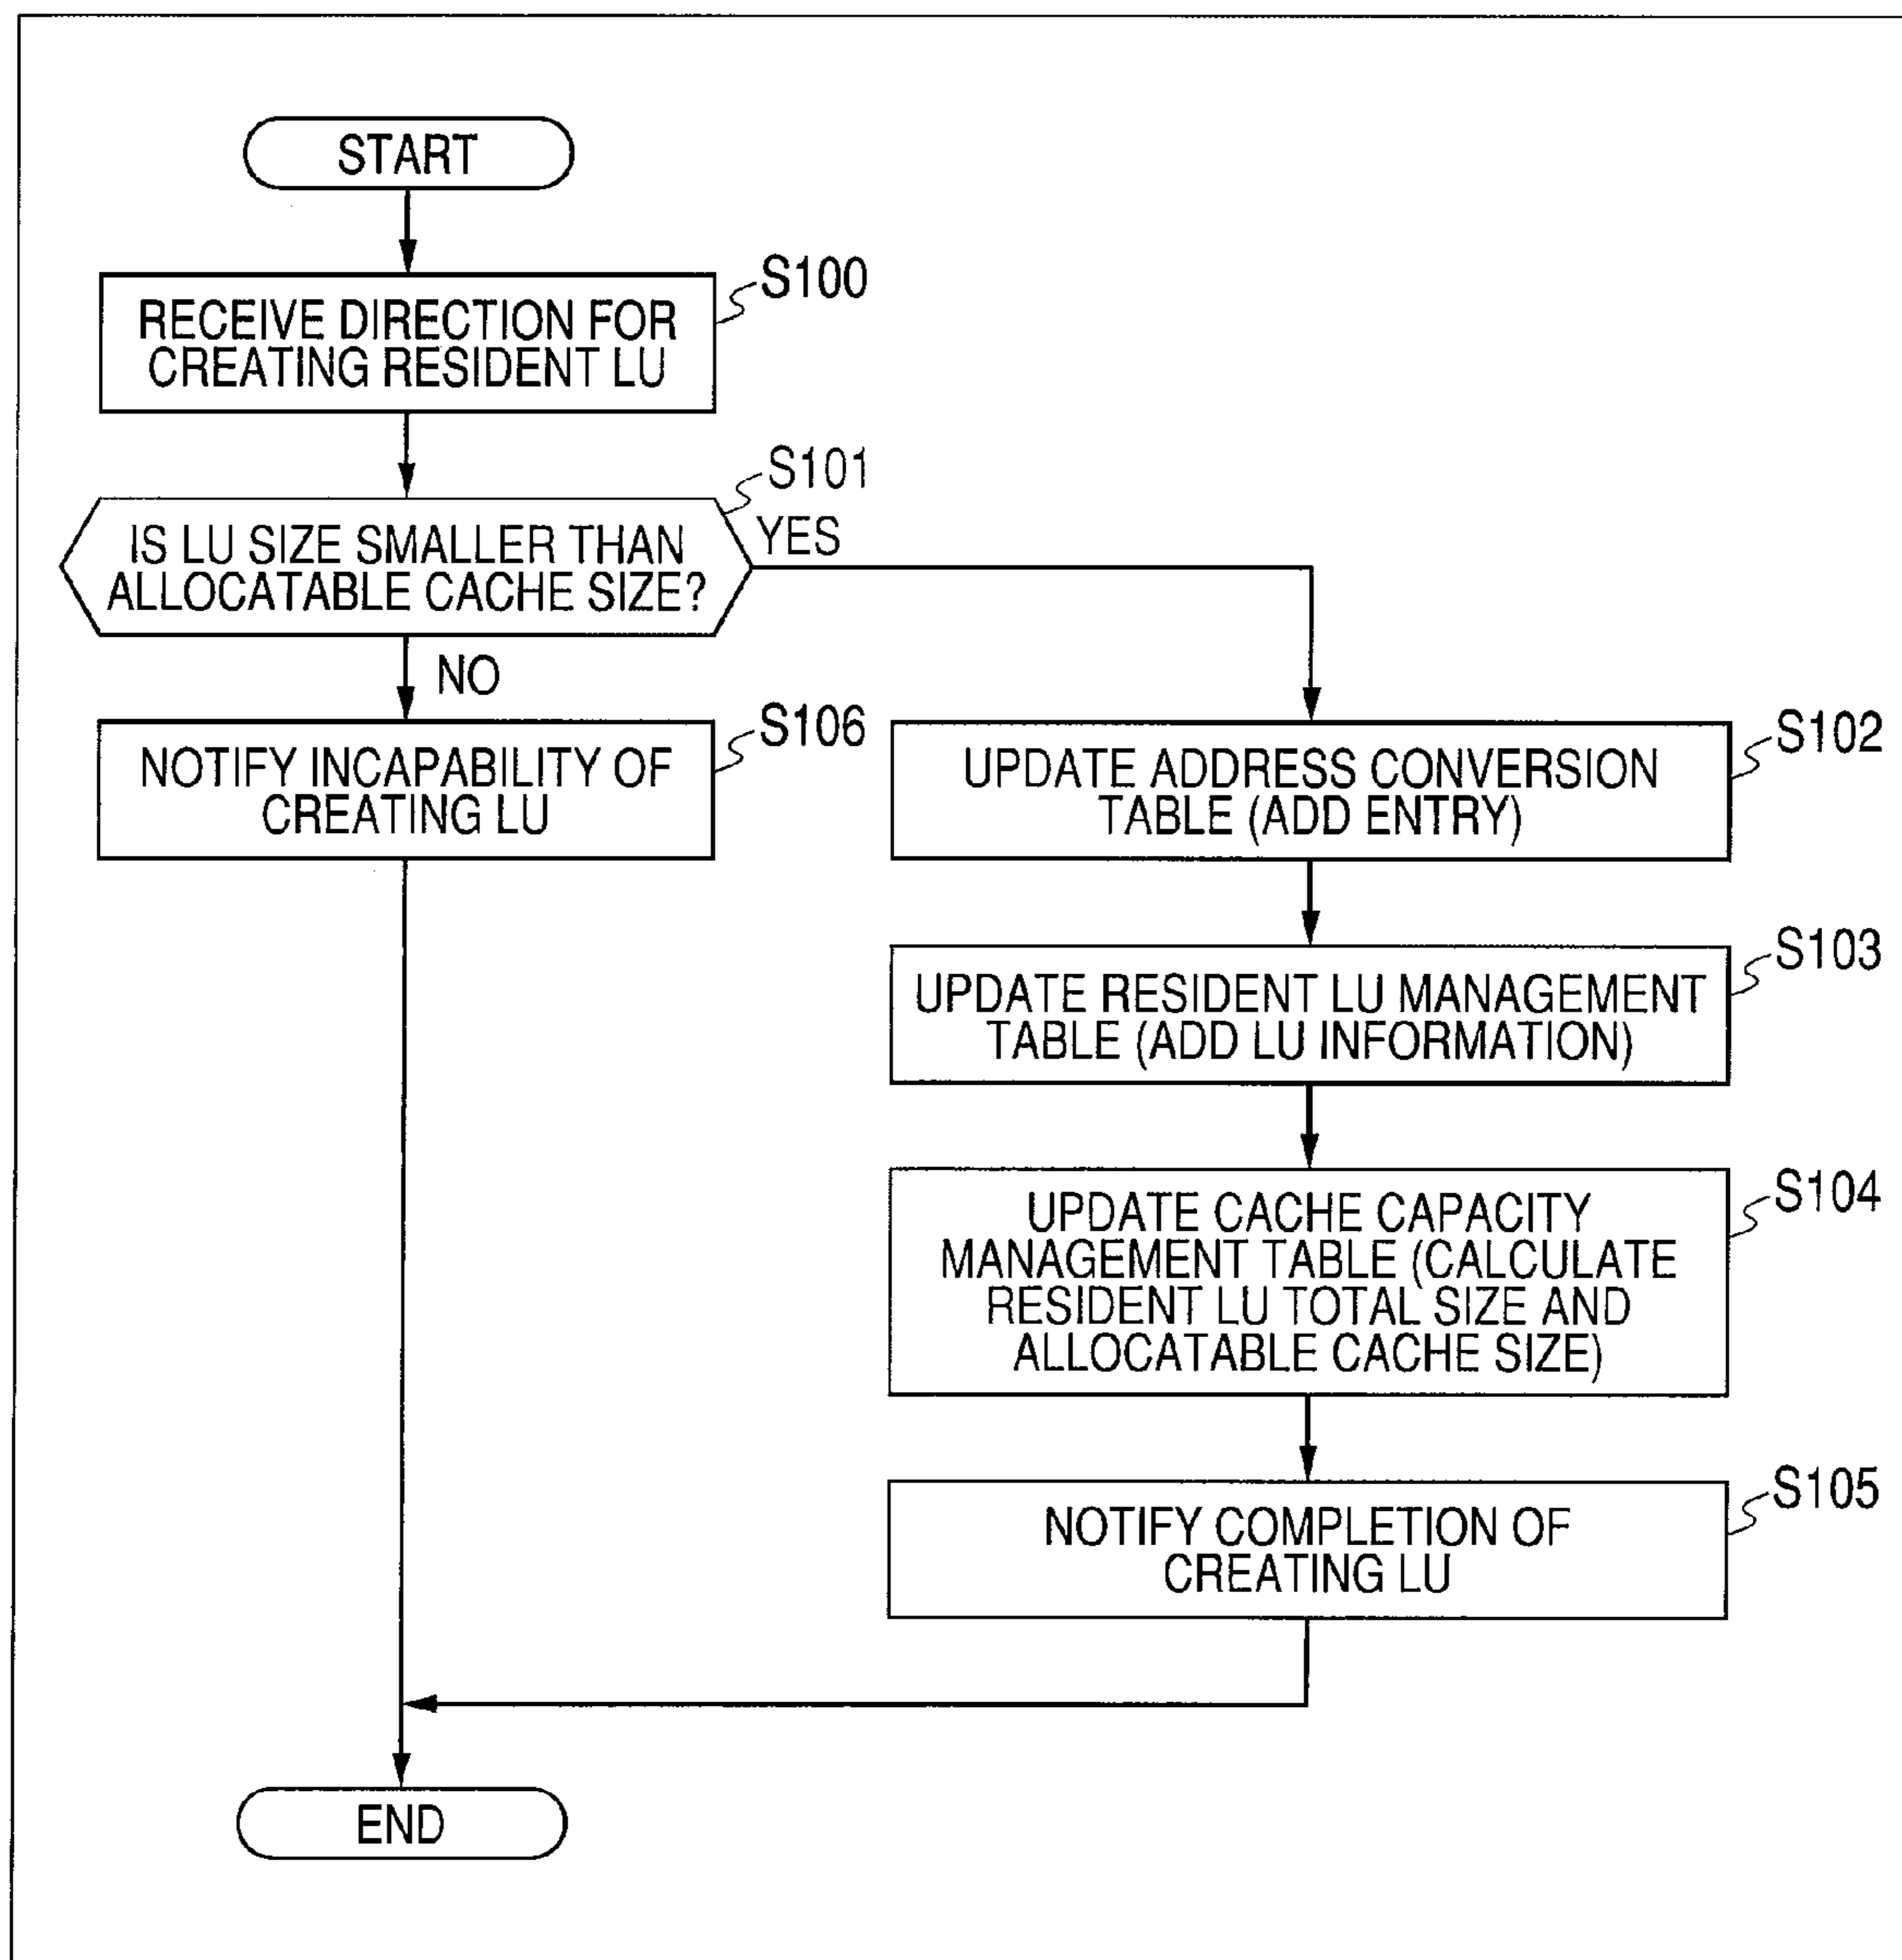 START
S100
RECEIVE DIRECTION FOR
CREATING RESIDENT LU
S101
IS LU SIZE SMALLER THAN
ALLOCATABLE CACHE SIZE?
YES
NO
S106
NOTIFY INCAPABILITY OF
CREATING LU
S102
UPDATE ADDRESS CONVERSION
TABLE (ADD ENTRY)
S103
UPDATE RESIDENT LU MANAGEMENT
TABLE (ADD LU INFORMATION)
S104
UPDATE CACHE CAPACITY
MANAGEMENT TABLE (CALCULATE
RESIDENT LU TOTAL SIZE AND
ALLOCATABLE CACHE SIZE)
S105
NOTIFY COMPLETION OF
CREATING LU
END